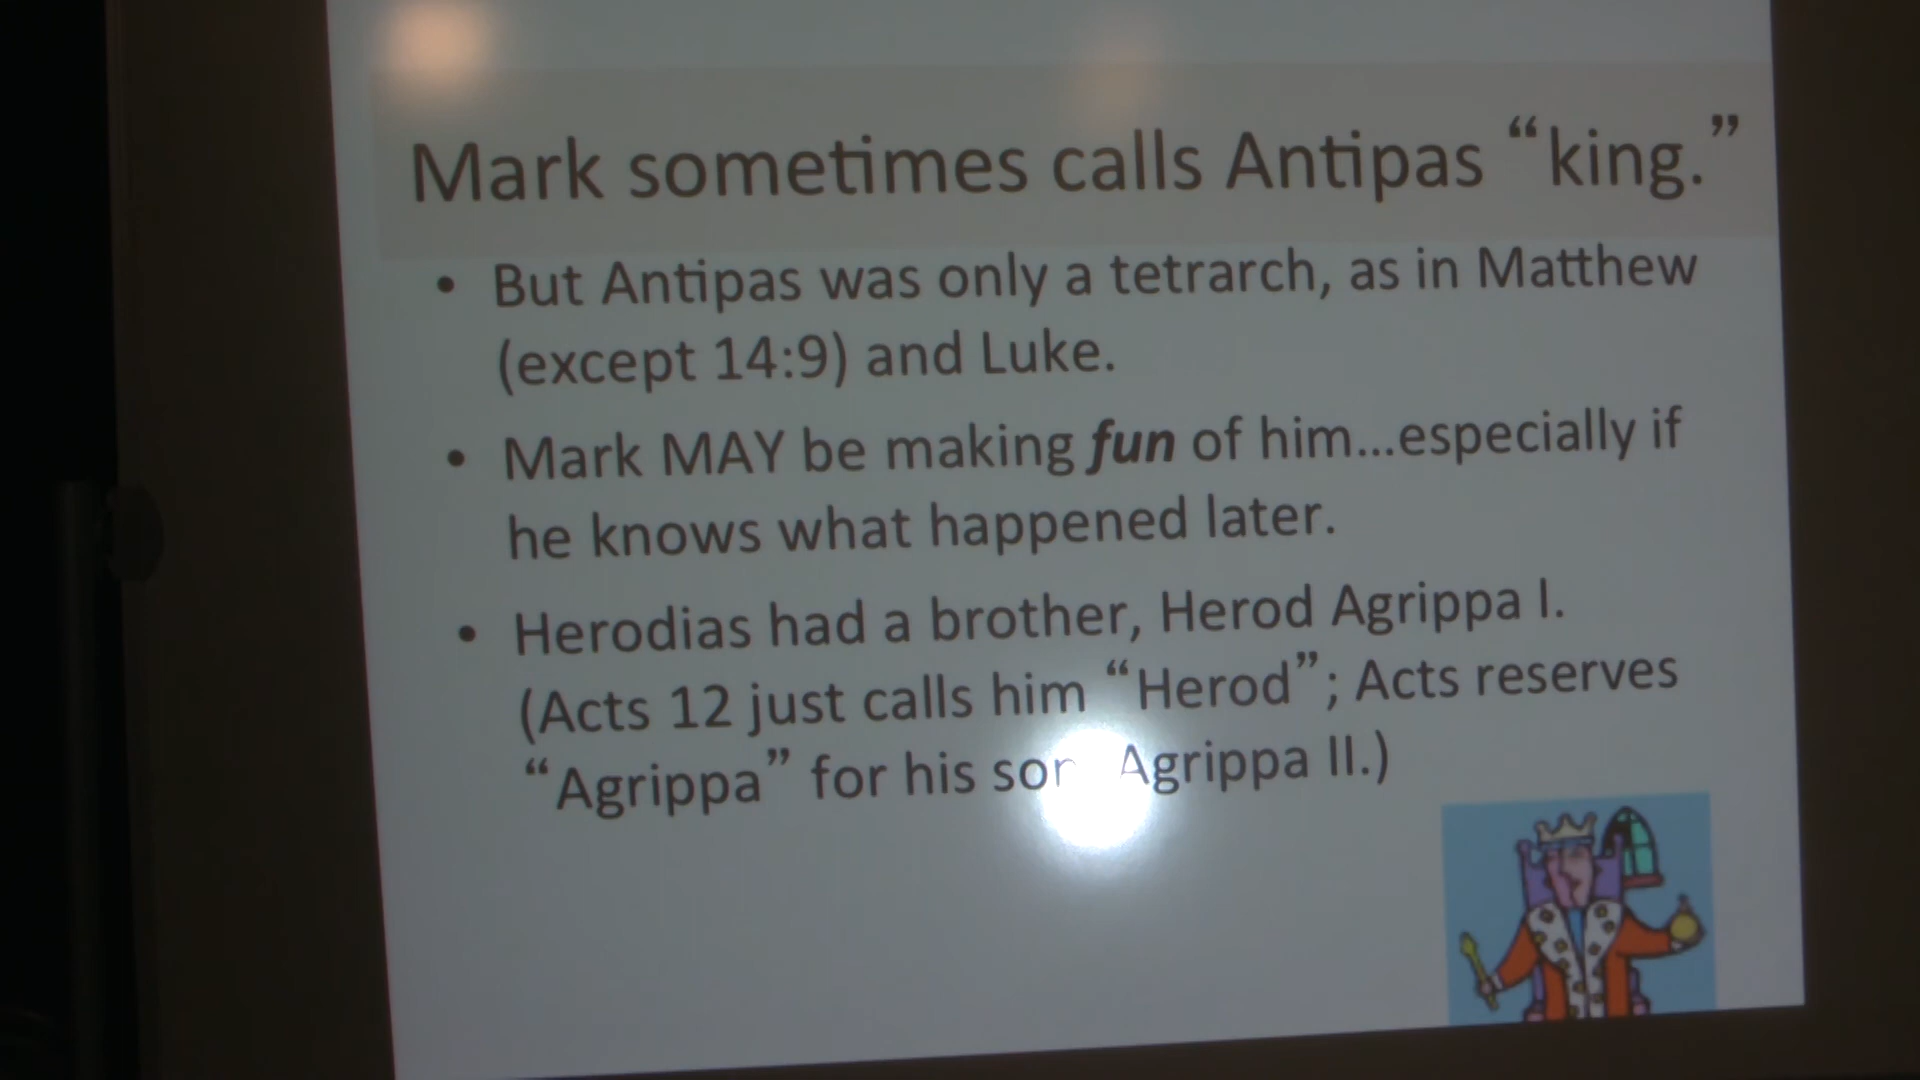 Mark sometimes calls Antipas “king.”
• But Antipas was only a tetrarch, as in Matthew
(except 14:9) and Luke.
• Mark MAY be making fun of him...especially if
he knows what happened later.
• Herodias had a brother, Herod Agrippa I.
(Acts 12 just calls him “Herod”; Acts reserves
“Agrippa” for his Agrippa II.)